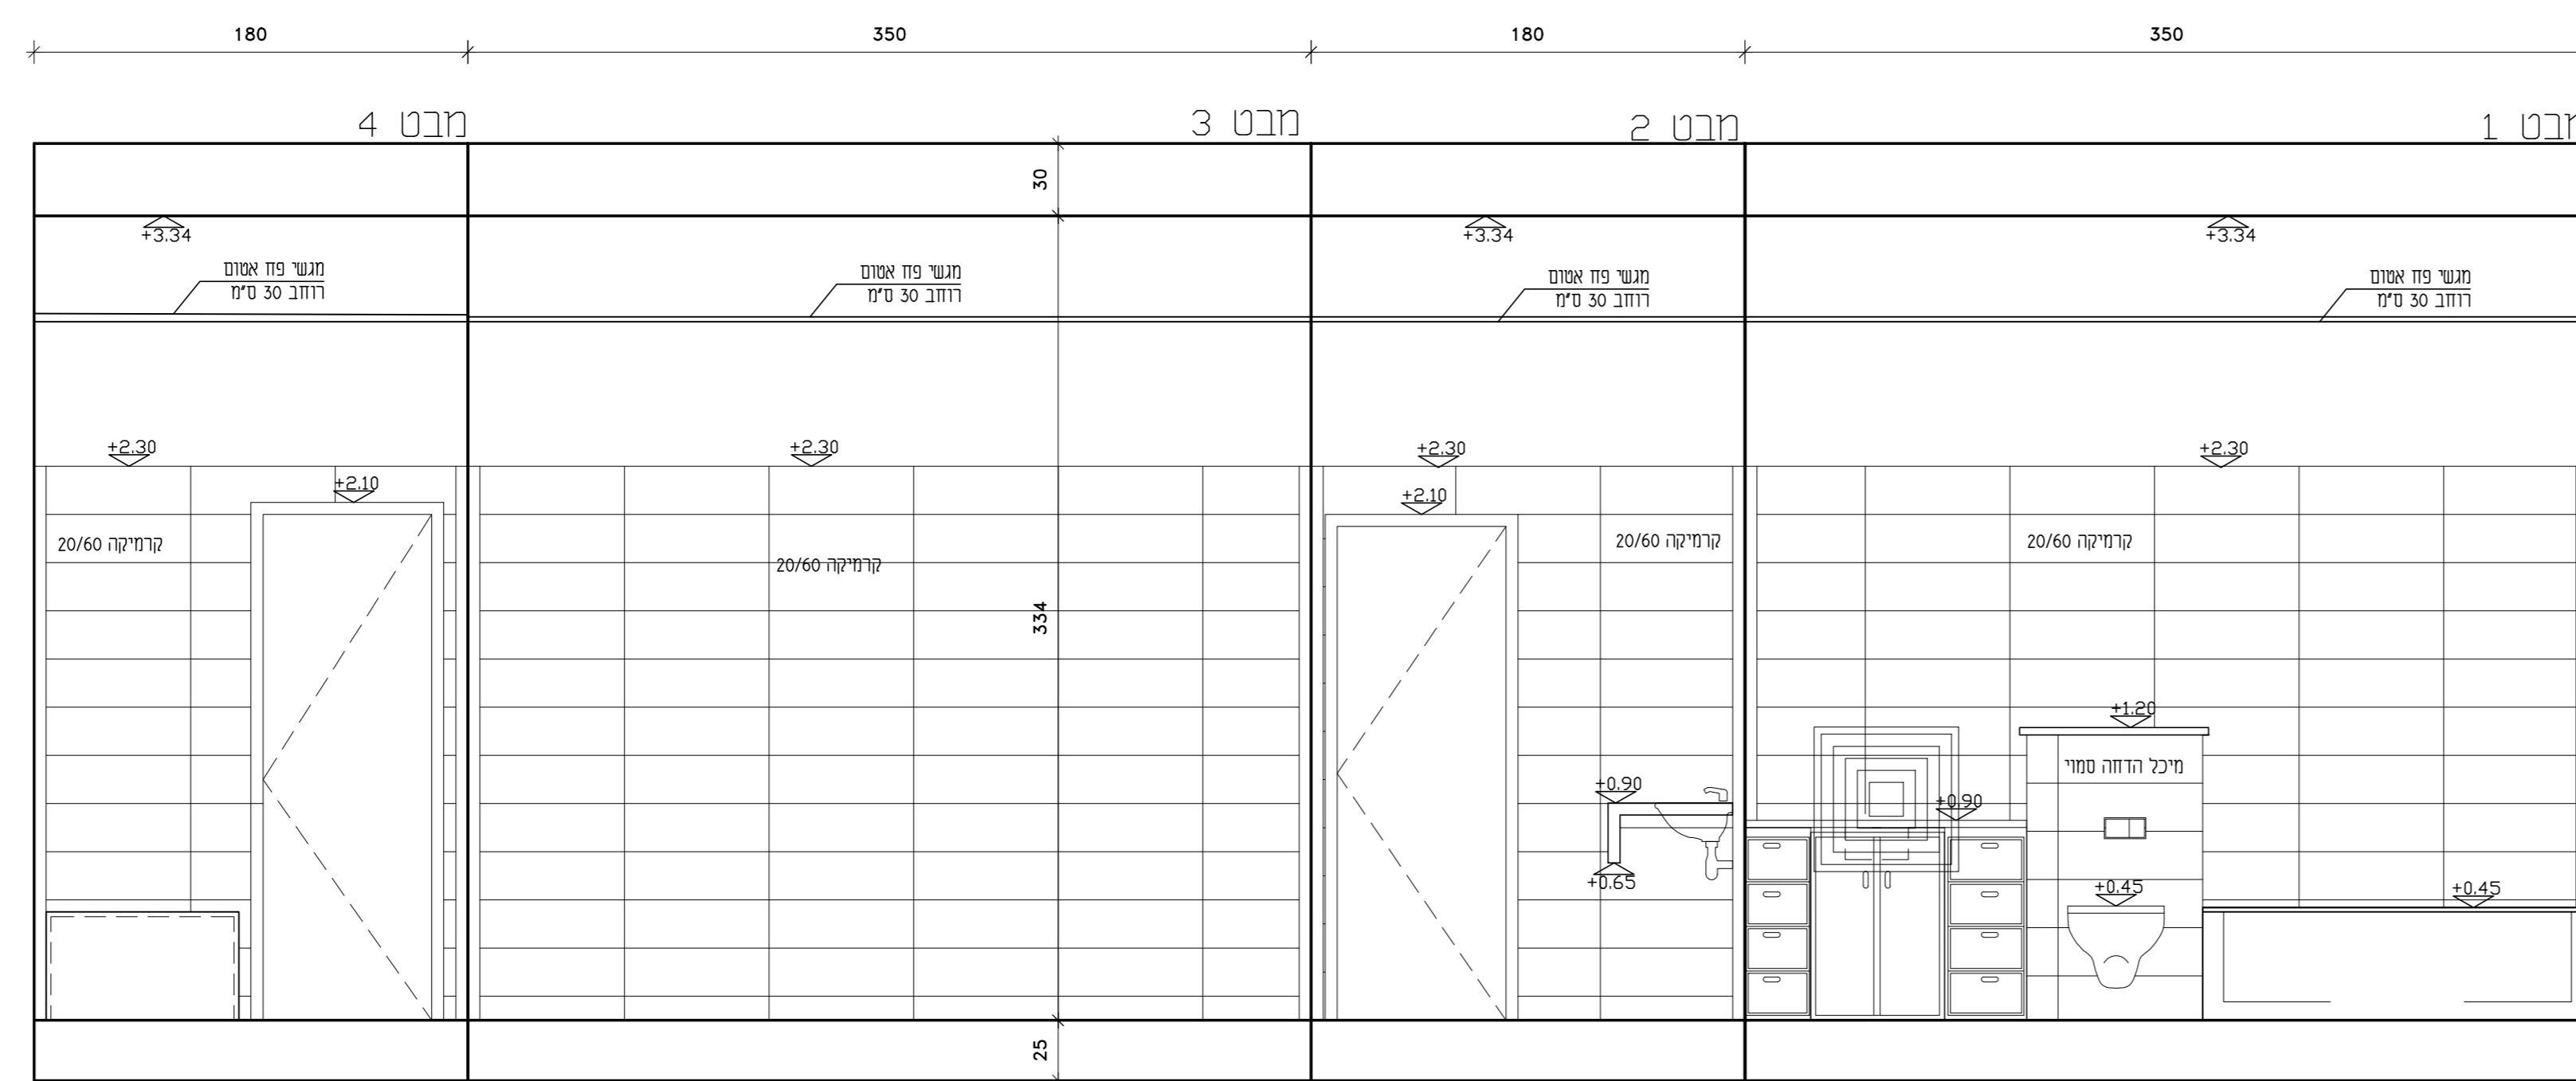 180
350
180
350
מבט 4
מבט 3
מבט 2
מבט 1
30
+3.34
+3.34
+3.34
מגשי פח אטום
רוחב 30 ס"מ
מגשי פח אטום
רוחב 30 ס"מ
מגשי פח אטום
רוחב 30 ס"מ
מגשי פח אטום
רוחב 30 ס"מ
+2.30
+2.30
+2.30
+2.30
+2.10
+2.10
קרמיקה 20/60
קרמיקה 20/60
קרמיקה 20/60
קרמיקה 20/60
334
+1.20
מיכל הדחה סמוי
+0.90
+0.90
+0.65
+0.45
+0.45
25